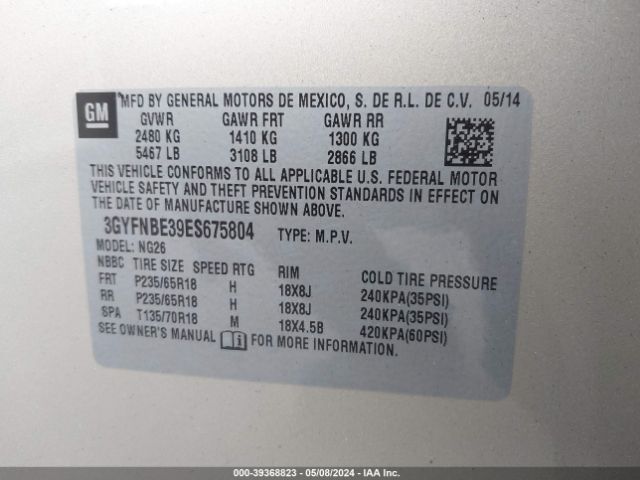 GM
MFD BY GENERAL MOTORS DE MEXICO, S. DE R.L. DE C.V. 05/14
GVWR GAWR FRT GAWR RR
2480 KG 1410 KG 1300 KG
5467 LB 3108 LB 2866 LB
THIS VEHICLE CONFORMS TO ALL APPLICABLE U.S. FEDERAL MOTOR
VEHICLE SAFETY AND THEFT PREVENTION STANDARDS IN EFFECT ON
THE DATE OF MANUFACTURE SHOWN ABOVE.
3GYFNBE39ES675804 TYPE: M.P.V.
MODEL: NG26
NBBC TIRE SIZE SPEED RTG RIM COLD TIRE PRESSURE
FRT P235/65R18 H 18X8J 240KPA(35PSI)
RR P235/65R18 H 18X8J 240KPA(35PSI)
SPA T135/70R18 M 18X4.5B 420KPA(60PSI)
SEE OWNER'S MANUAL FOR MORE INFORMATION.
000-39368823 - 05/08/2024 - IAA Inc.